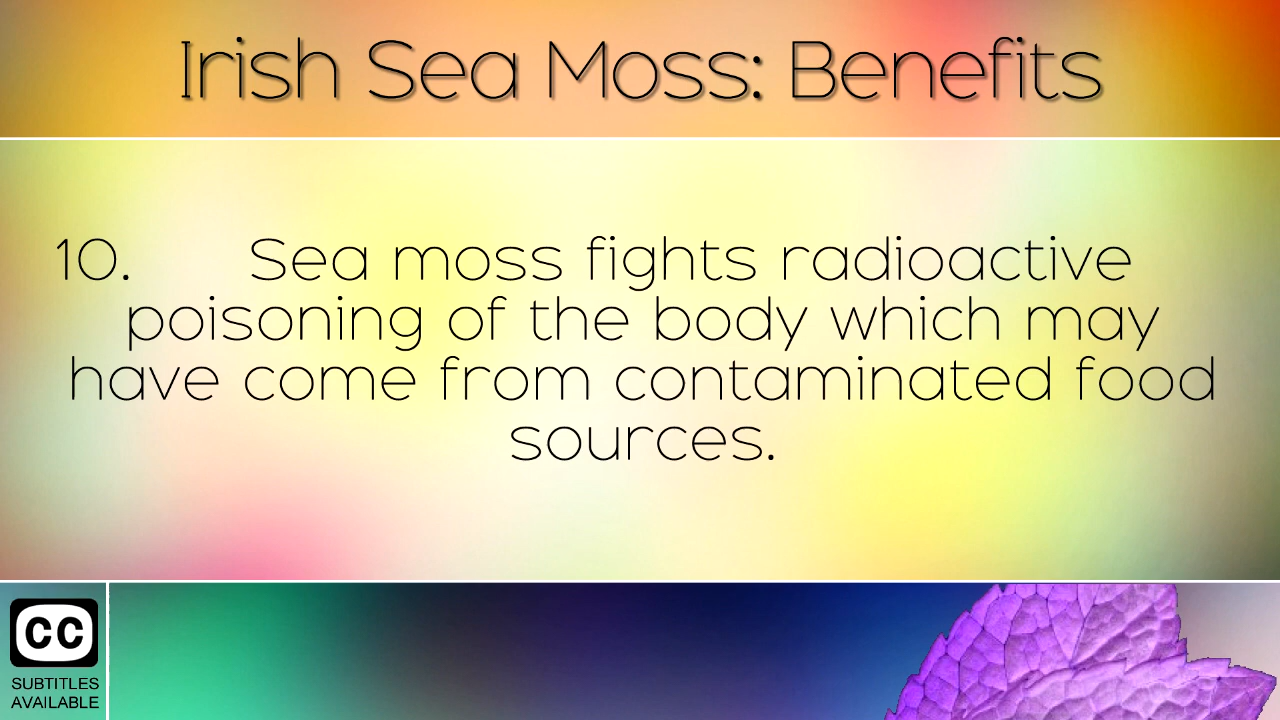 Irish Sea Moss: Benefits
10. Sea moss fights radioactive
poisoning of the body which may
have come from contaminated food
sources.
CC
SUBTITLES
AVAILABLE